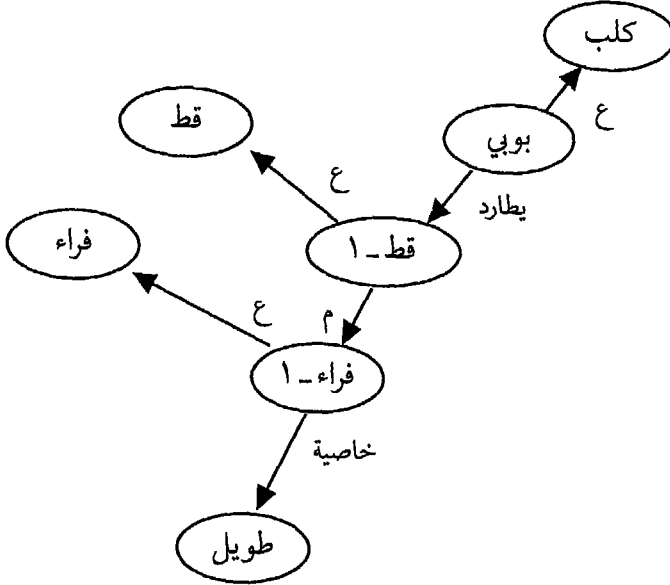 كلب
قط
ع
بوبي
ع
يطارد
فراء
قط – ١
ع
م
فراء – ١
خاصية
طويل